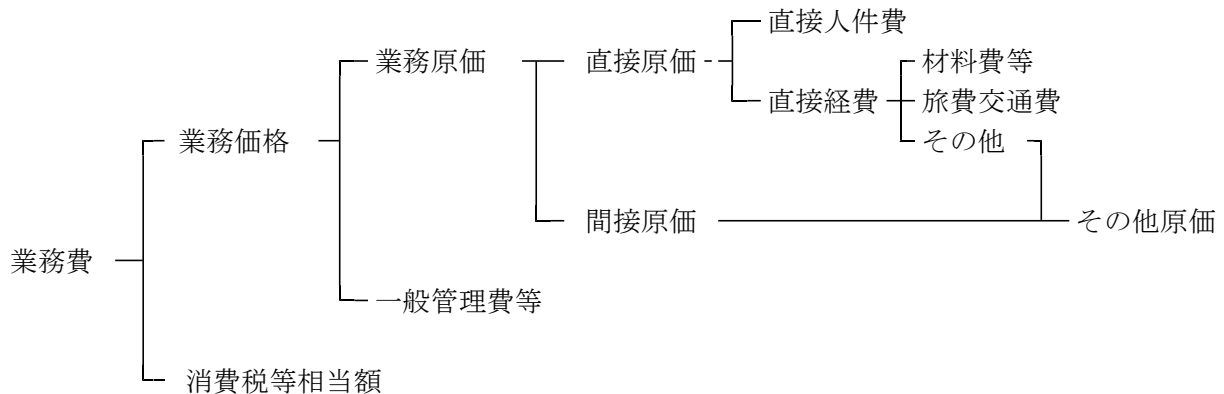 直接人件費
業務原価
直接原価
材料費等
直接経費
旅費交通費
業務価格
その他
間接原価
その他原価
業務費
一般管理費等
消費税等相当額